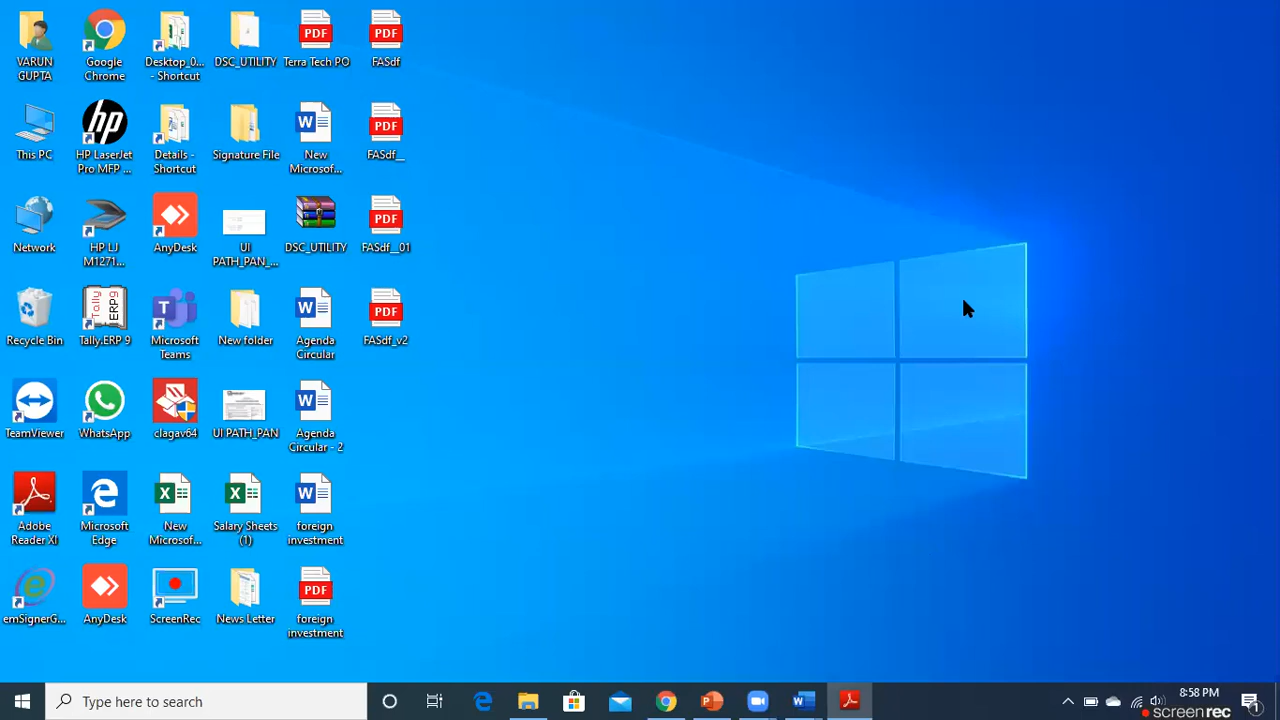 VARUN
GUPTA
Google
Chrome
Desktop_0...
- Shortcut
DSC_UTILITY
PDF
Terra Tech PO
PDF
FASdf
This PC
hp
HP LaserJet
Pro MFP ...
Details -
Shortcut
Signature File
W
New
Microsof...
PDF
FASdf__
Network
HP LJ
M1271...
AnyDesk
UI
PATH_PAN_...
DSC_UTILITY
PDF
FASdf__01
Recycle Bin
Tally
ERP
Tally.ERP 9
T
Microsoft
Teams
New folder
W
Agenda
Circular
PDF
FASdf_v2
TeamViewer
WhatsApp
clagav64
UI PATH_PAN
W
Agenda
Circular - 2
Adobe
Reader XI
Microsoft
Edge
X
New
Microsof...
X
Salary Sheets
(1)
W
foreign
investment
emSignerG...
AnyDesk
ScreenRec
News Letter
PDF
foreign
investment
Type here to search
8:58 PM
screenrec
1